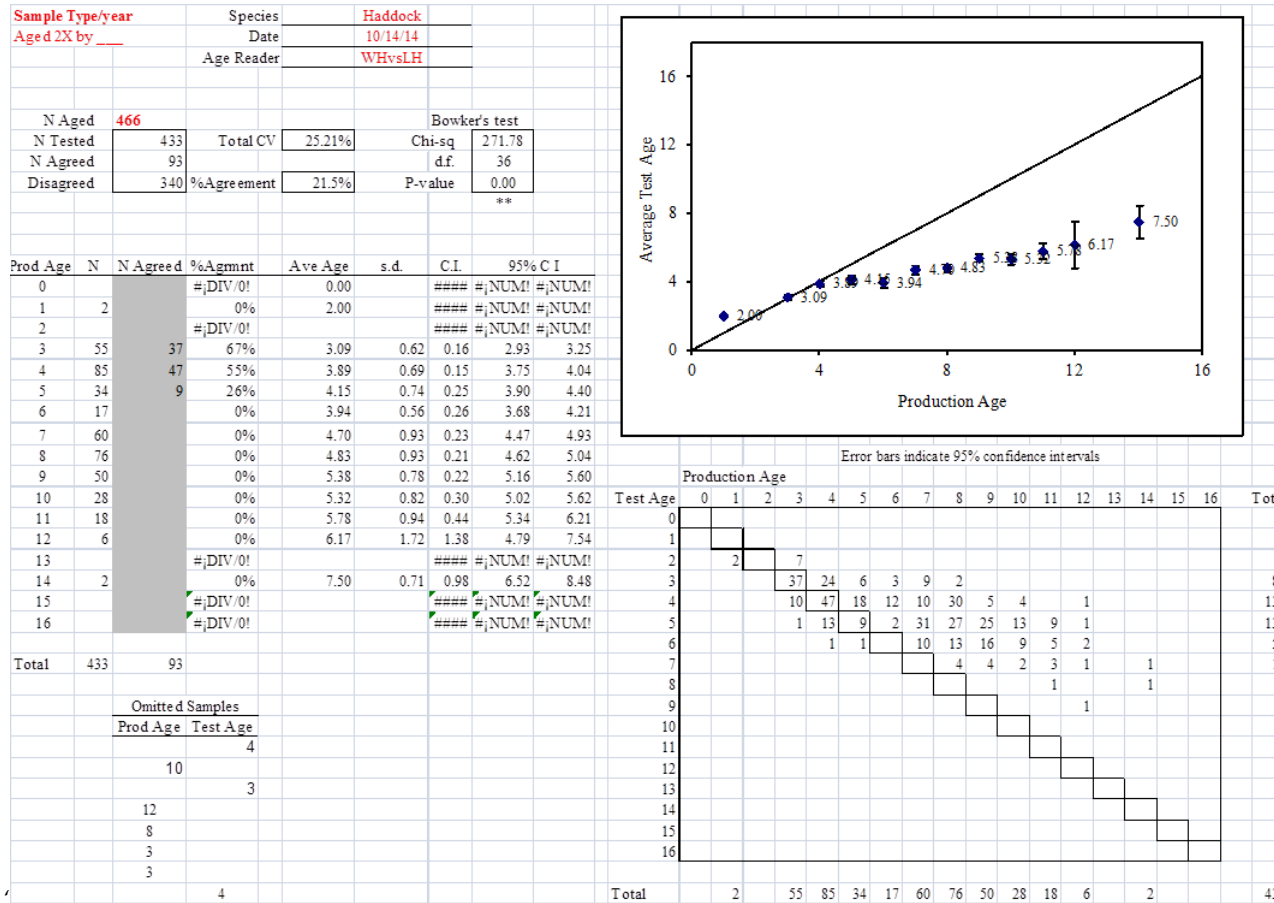 Sample Type/year Species Haddock
Aged 2X by ___ Date 10/14/14
Age Reader WHvsLH
N Aged 466 Bowker's test
N Tested 433 Total CV 25.21% Chi-sq 271.78
N Agreed 93 d.f. 36
Disagreed 340 %Agreement 21.5% P-value 0.00
**
Prod Age N N Agreed %Agrmnt Ave Age s.d. C.I. 95% C I
0 #¡DIV/0! 0.00 #### #¡NUM! #¡NUM!
1 2 0% 2.00 #### #¡NUM! #¡NUM!
2 #¡DIV/0! #### #¡NUM! #¡NUM!
3 55 37 67% 3.09 0.62 0.16 2.93 3.25
4 85 47 55% 3.89 0.69 0.15 3.75 4.04
5 34 9 26% 4.15 0.74 0.25 3.90 4.40
6 17 0% 3.94 0.56 0.26 3.68 4.21
7 60 0% 4.70 0.93 0.23 4.47 4.93
8 76 0% 4.83 0.93 0.21 4.62 5.04
9 50 0% 5.38 0.78 0.22 5.16 5.60
10 28 0% 5.32 0.82 0.30 5.02 5.62
11 18 0% 5.78 0.94 0.44 5.34 6.21
12 6 0% 6.17 1.72 1.38 4.79 7.54
13 #¡DIV/0! #### #¡NUM! #¡NUM!
14 2 0% 7.50 0.71 0.98 6.52 8.48
15 #¡DIV/0! #### #¡NUM! #¡NUM!
16 #¡DIV/0! #### #¡NUM! #¡NUM!
Total 433 93
Omitted Samples
Prod Age Test Age
4
10
3
12
8
3
3
4
Average Test Age
16
12
8
4
0
2.00 3.09 3.89 4.15 3.94 4.70 4.83 5.38 5.32 5.78 6.17 7.50
0 4 8 12 16
Production Age
Error bars indicate 95% confidence intervals
Production Age
Test Age 0 1 2 3 4 5 6 7 8 9 10 11 12 13 14 15 16 Tot
0
1
2 2 7
3 37 24 6 3 9 2
4 10 47 18 12 10 30 5 4 1
5 1 13 9 2 31 27 25 13 9 1
6 1 1 10 13 16 9 5 2
7 4 4 2 3 1 1
8 1 1
9 1
10
11
12
13
14
15
16
Total 2 55 85 34 17 60 76 50 28 18 6 2